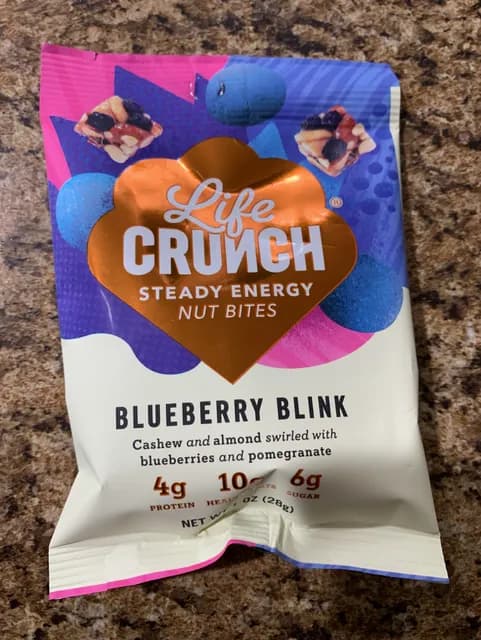 Life
CRUNCH
®
STEADY ENERGY
NUT BITES
BLUEBERRY BLINK
Cashew and almond swirled with
blueberries and pomegranate
4g 10g 6g
PROTEIN SUGAR
NET OZ (28g)